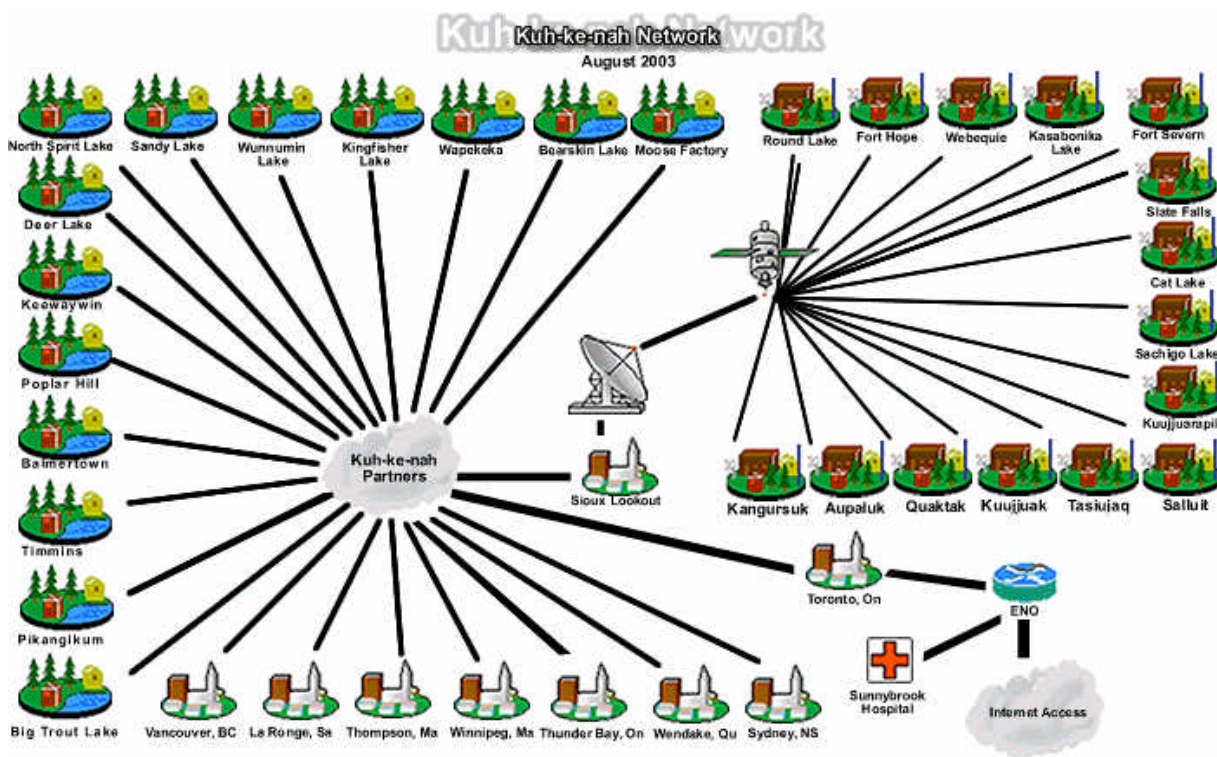 Kuh-ke-nah Network
August 2003
North Spirit Lake
Sandy Lake
Wunnumin
Lake
Kingfisher
Lake
Wapekeka
Bearskin Lake
Moose Factory
Round Lake
Fort Hope
Webequie
Kasabonika
Lake
Fort Severn
Deer Lake
Slate Falls
Keewaywin
Cat Lake
Poplar Hill
Sachigo Lake
Kuujjuarapik
Balmertown
Kuh-ke-nah
Partners
Sioux Lookout
Kangursuk
Aupaluk
Quaktak
Kuujjuak
Tasiujaq
Salluit
Timmins
Toronto, On
ENO
Pikangikum
Sunnybrook
Hospital
Internet Access
Big Trout Lake
Vancouver, BC
La Ronge, Sa
Thompson, Ma
Winnipeg, Ma
Thunder Bay, On
Wendake, Qu
Sydney, NS